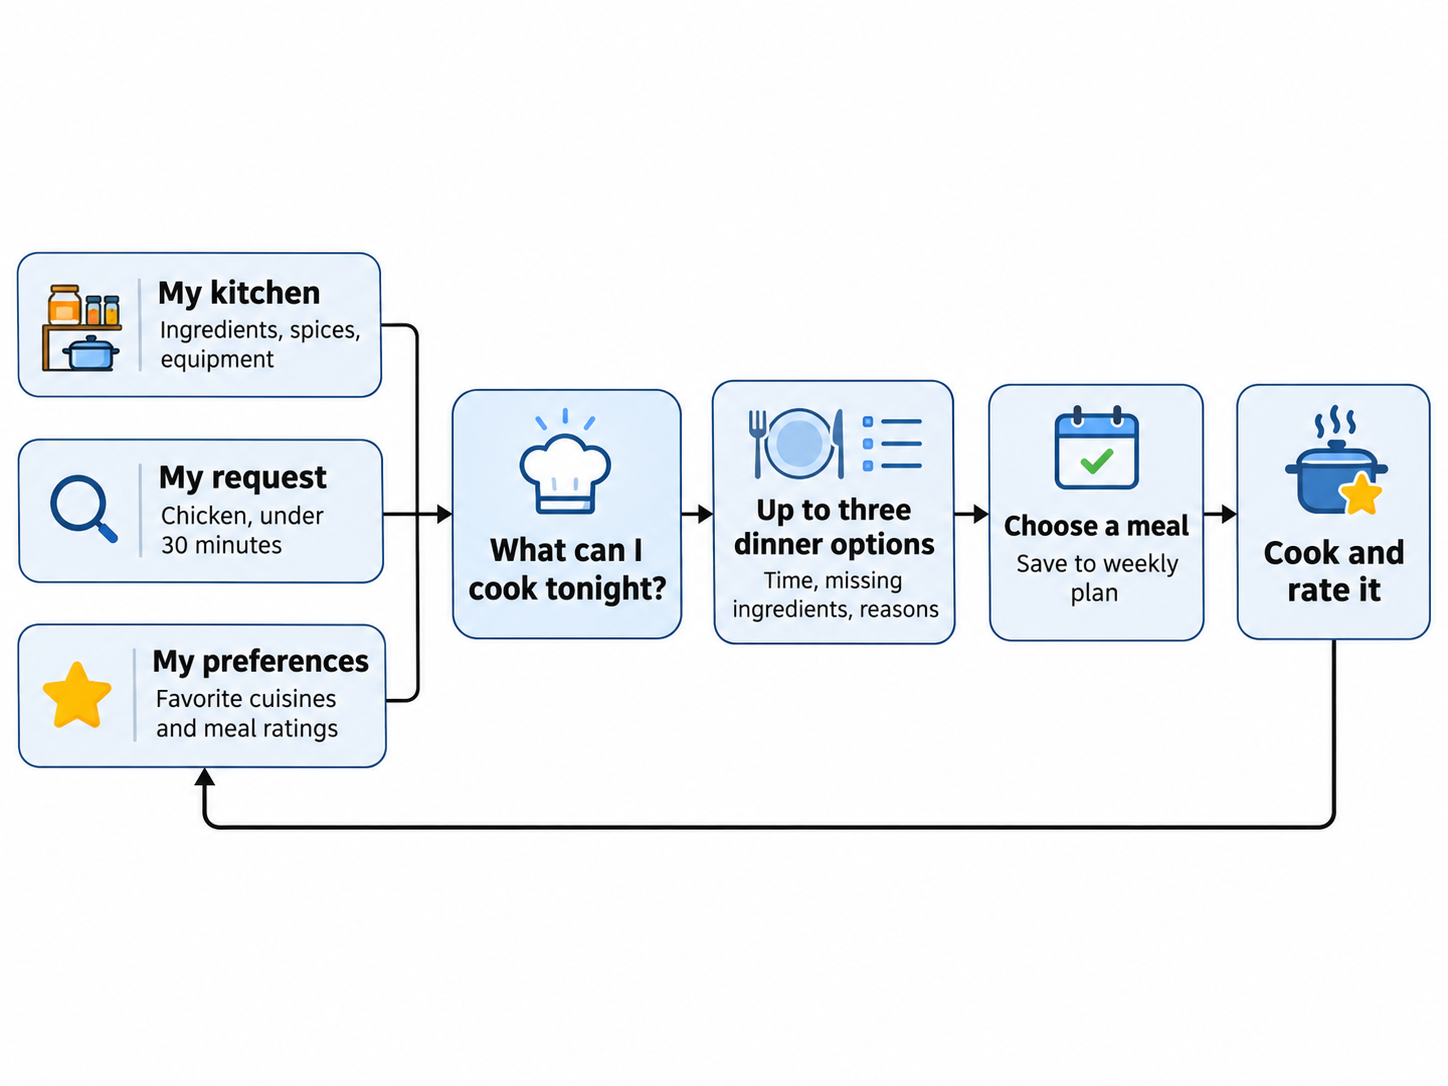 My kitchen
Ingredients, spices,
equipment
My request
Chicken, under
30 minutes
My preferences
Favorite cuisines
and meal ratings
What can I
cook tonight?
Up to three
dinner options
Time, missing
ingredients, reasons
Choose a meal
Save to weekly
plan
Cook and
rate it